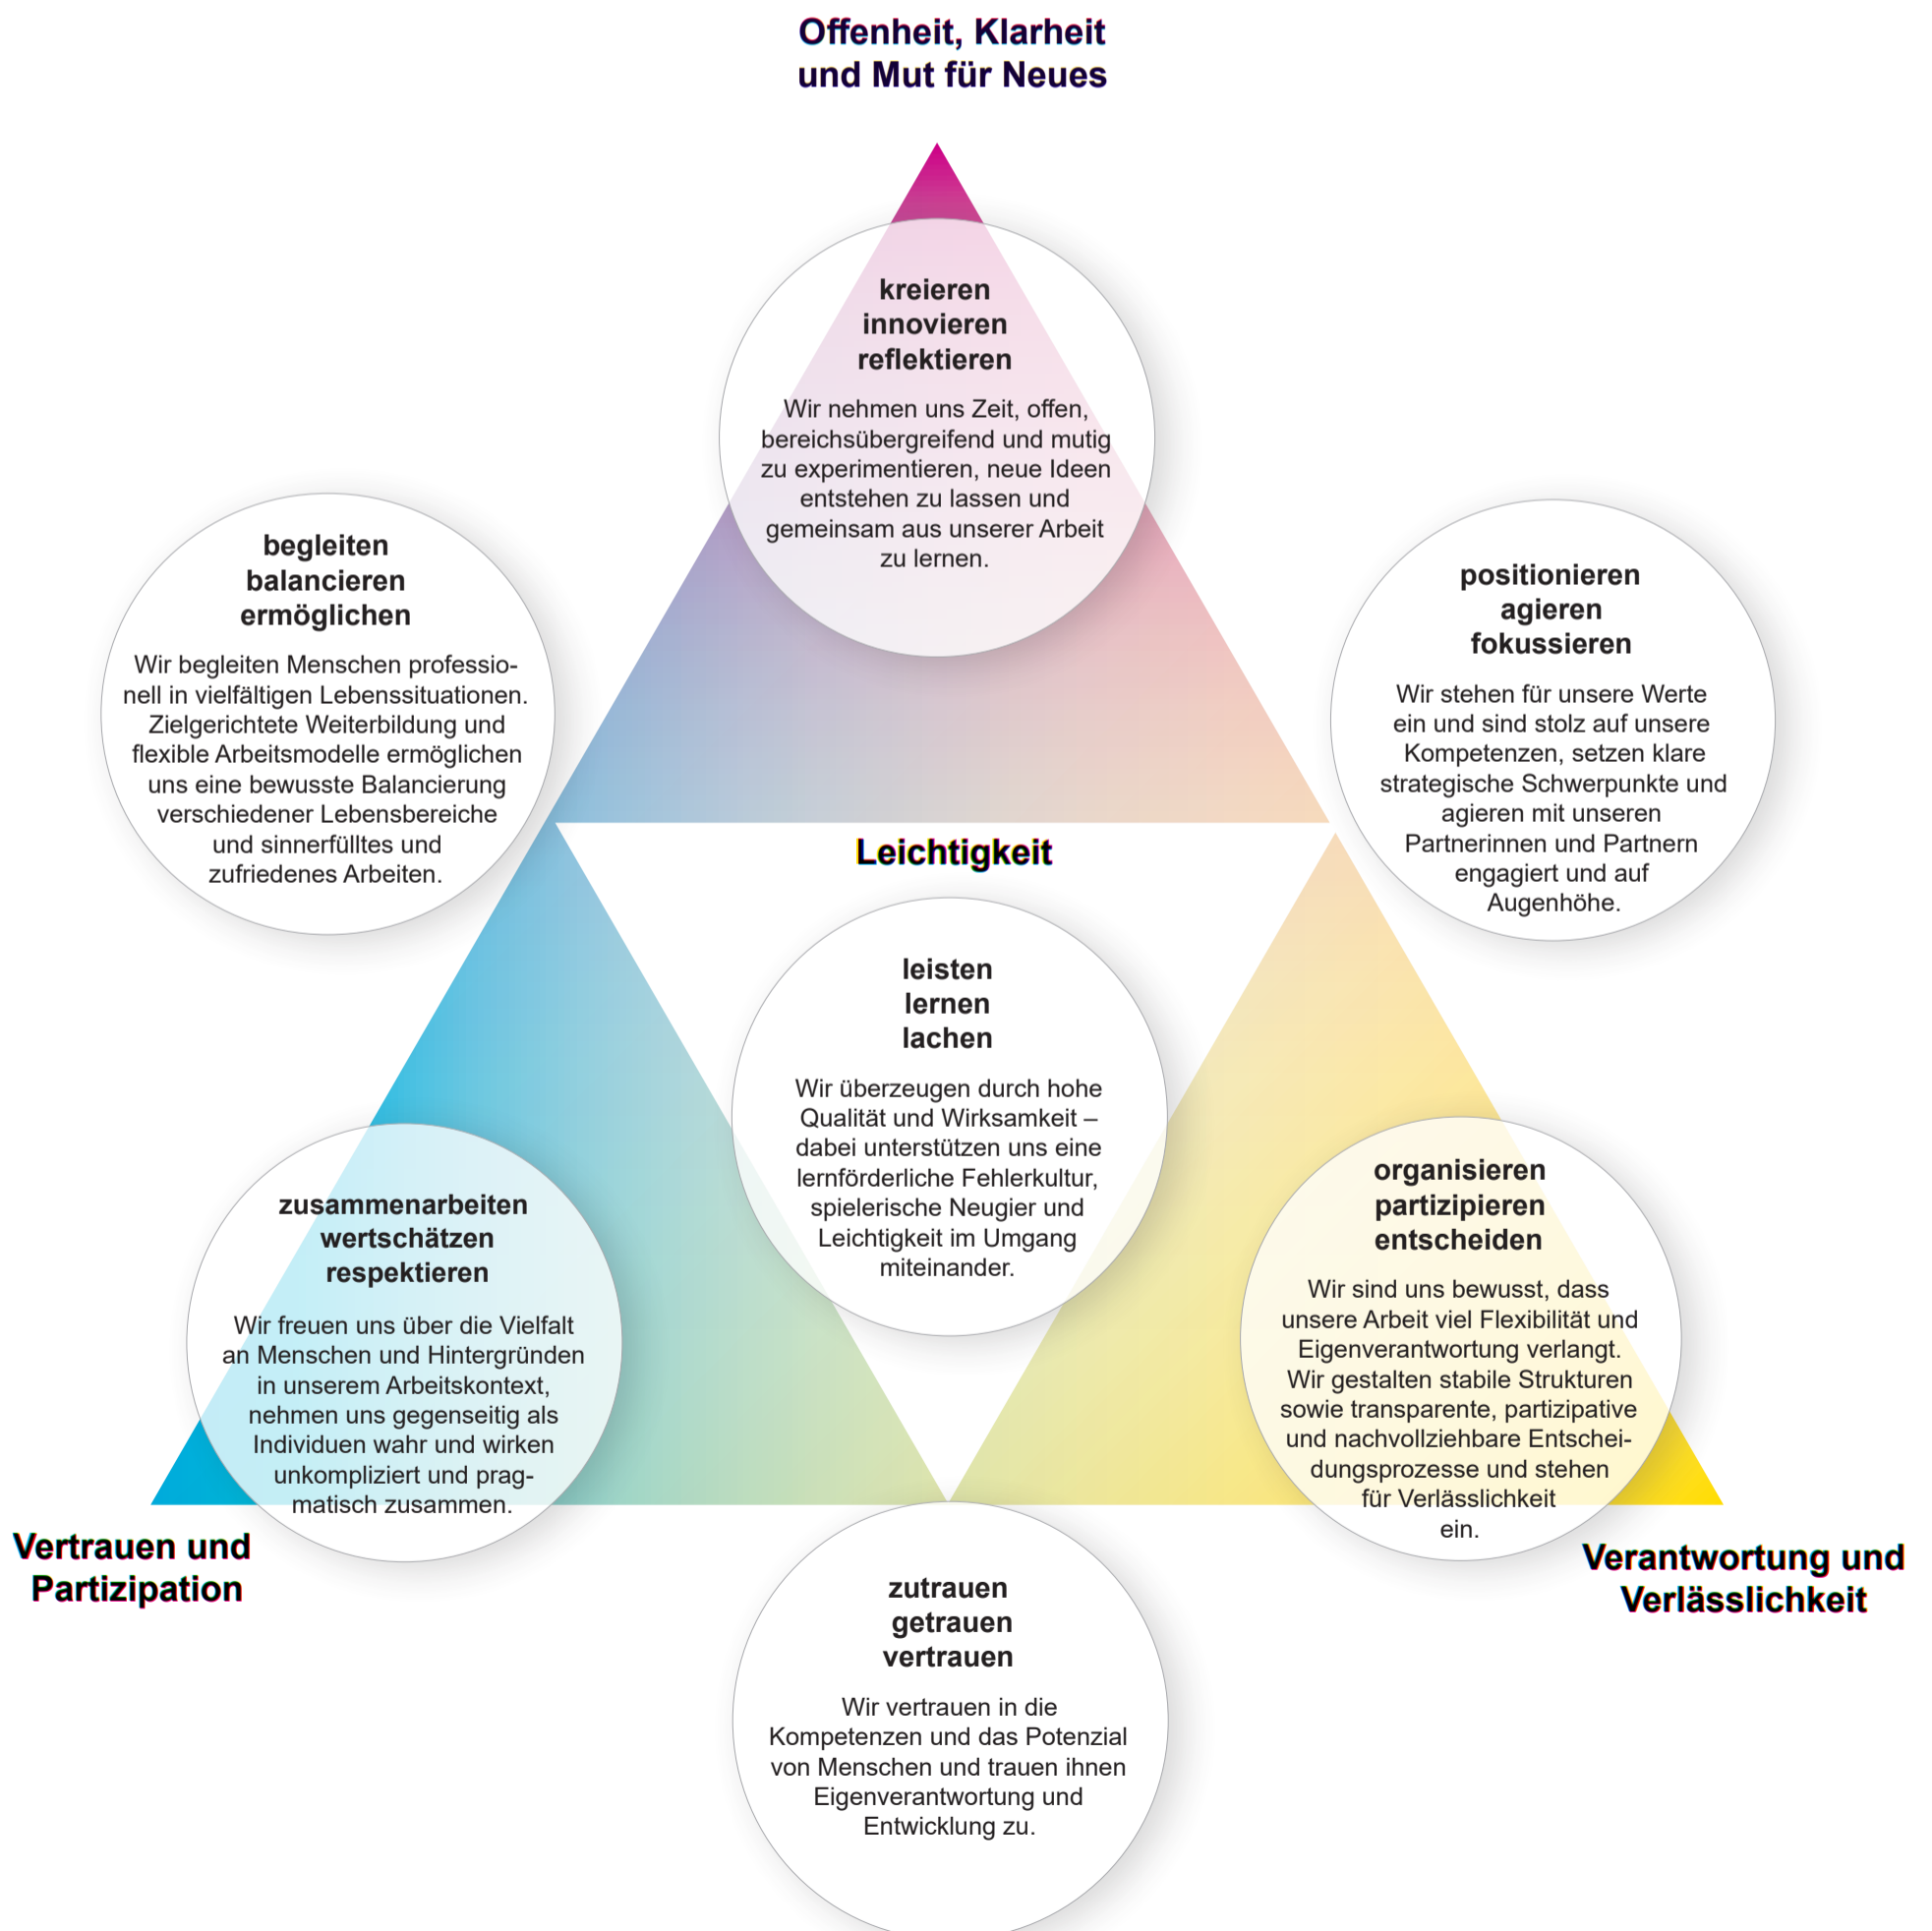 Offenheit, Klarheit
und Mut für Neues
kreieren
innovieren
reflektieren
Wir nehmen uns Zeit, offen,
bereichsübergreifend und mutig
zu experimentieren, neue Ideen
entstehen zu lassen und
gemeinsam aus unserer Arbeit
zu lernen.
begleiten
balancieren
ermöglichen
Wir begleiten Menschen professio-
nell in vielfältigen Lebenssituationen.
Zielgerichtete Weiterbildung und
flexible Arbeitsmodelle ermöglichen
uns eine bewusste Balancierung
verschiedener Lebensbereiche
und sinnerfülltes und
zufriedenes Arbeiten.
positionieren
agieren
fokussieren
Wir stehen für unsere Werte
ein und sind stolz auf unsere
Kompetenzen, setzen klare
strategische Schwerpunkte und
agieren mit unseren
Partnerinnen und Partnern
engagiert und auf
Augenhöhe.
Leichtigkeit
leisten
lernen
lachen
Wir überzeugen durch hohe
Qualität und Wirksamkeit –
dabei unterstützen uns eine
lernförderliche Fehlerkultur,
spielerische Neugier und
Leichtigkeit im Umgang
miteinander.
zusammenarbeiten
wertschätzen
respektieren
Wir freuen uns über die Vielfalt
an Menschen und Hintergründen
in unserem Arbeitskontext,
nehmen uns gegenseitig als
Individuen wahr und wirken
unkompliziert und prag-
matisch zusammen.
organisieren
partizipieren
entscheiden
Wir sind uns bewusst, dass
unsere Arbeit viel Flexibilität und
Eigenverantwortung verlangt.
Wir gestalten stabile Strukturen
sowie transparente, partizipative
und nachvollziehbare Entschei-
dungsprozesse und stehen
für Verlässlichkeit
ein.
Vertrauen und
Partizipation
Verantwortung und
Verlässlichkeit
zutrauen
getrauen
vertrauen
Wir vertrauen in die
Kompetenzen und das Potenzial
von Menschen und trauen ihnen
Eigenverantwortung und
Entwicklung zu.